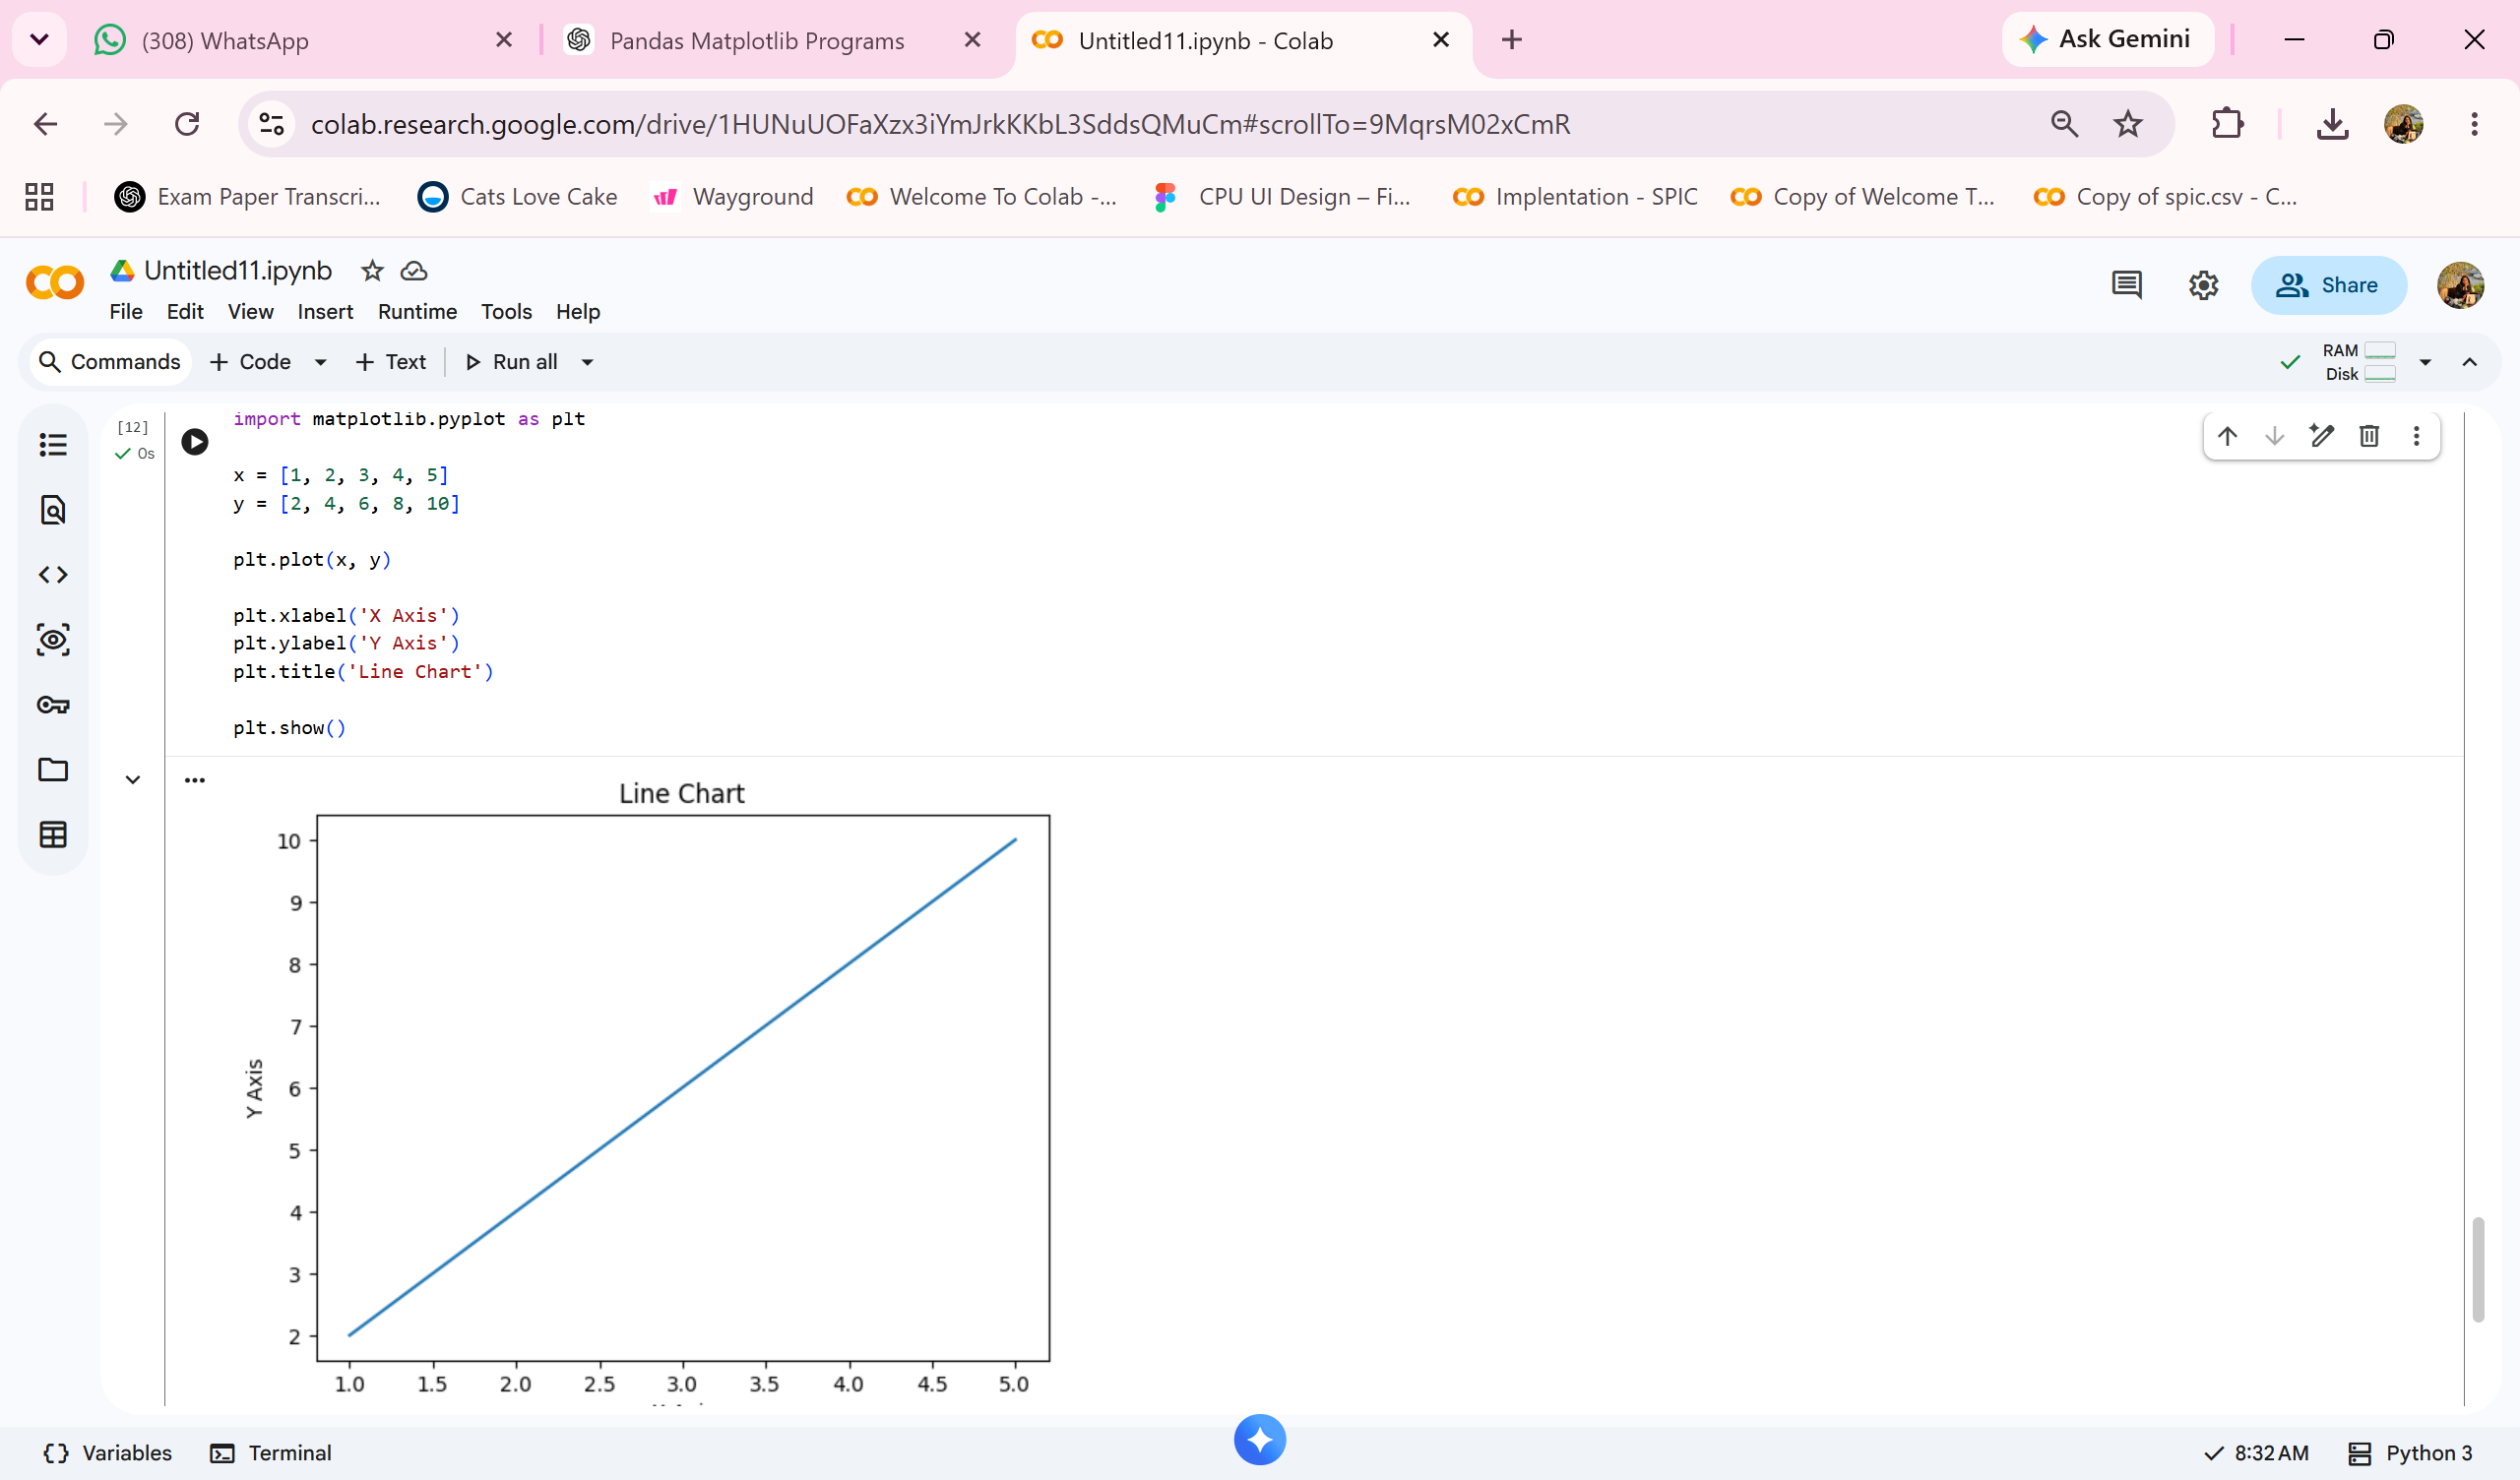 (308) WhatsApp
Pandas Matplotlib Programs
Untitled11.ipynb - Colab
Ask Gemini
colab.research.google.com/drive/1HUNuUOFaXzx3iYmJrkKKbL3SddsQMuCm#scrollTo=9MqrsM02xCmR
Exam Paper Transcri...
Cats Love Cake
Wayground
Welcome To Colab -...
CPU UI Design – Fi...
Implentation - SPIC
Copy of Welcome T...
Copy of spic.csv - C...
Untitled11.ipynb
File Edit View Insert Runtime Tools Help
Share
Commands + Code + Text Run all
RAM
Disk
[12]
0s
import matplotlib.pyplot as plt
x = [1, 2, 3, 4, 5]
y = [2, 4, 6, 8, 10]
plt.plot(x, y)
plt.xlabel('X Axis')
plt.ylabel('Y Axis')
plt.title('Line Chart')
plt.show()
Line Chart
10
9
8
7
6
5
4
3
2
Y Axis
1.0 1.5 2.0 2.5 3.0 3.5 4.0 4.5 5.0
Variables
Terminal
8:32 AM
Python 3